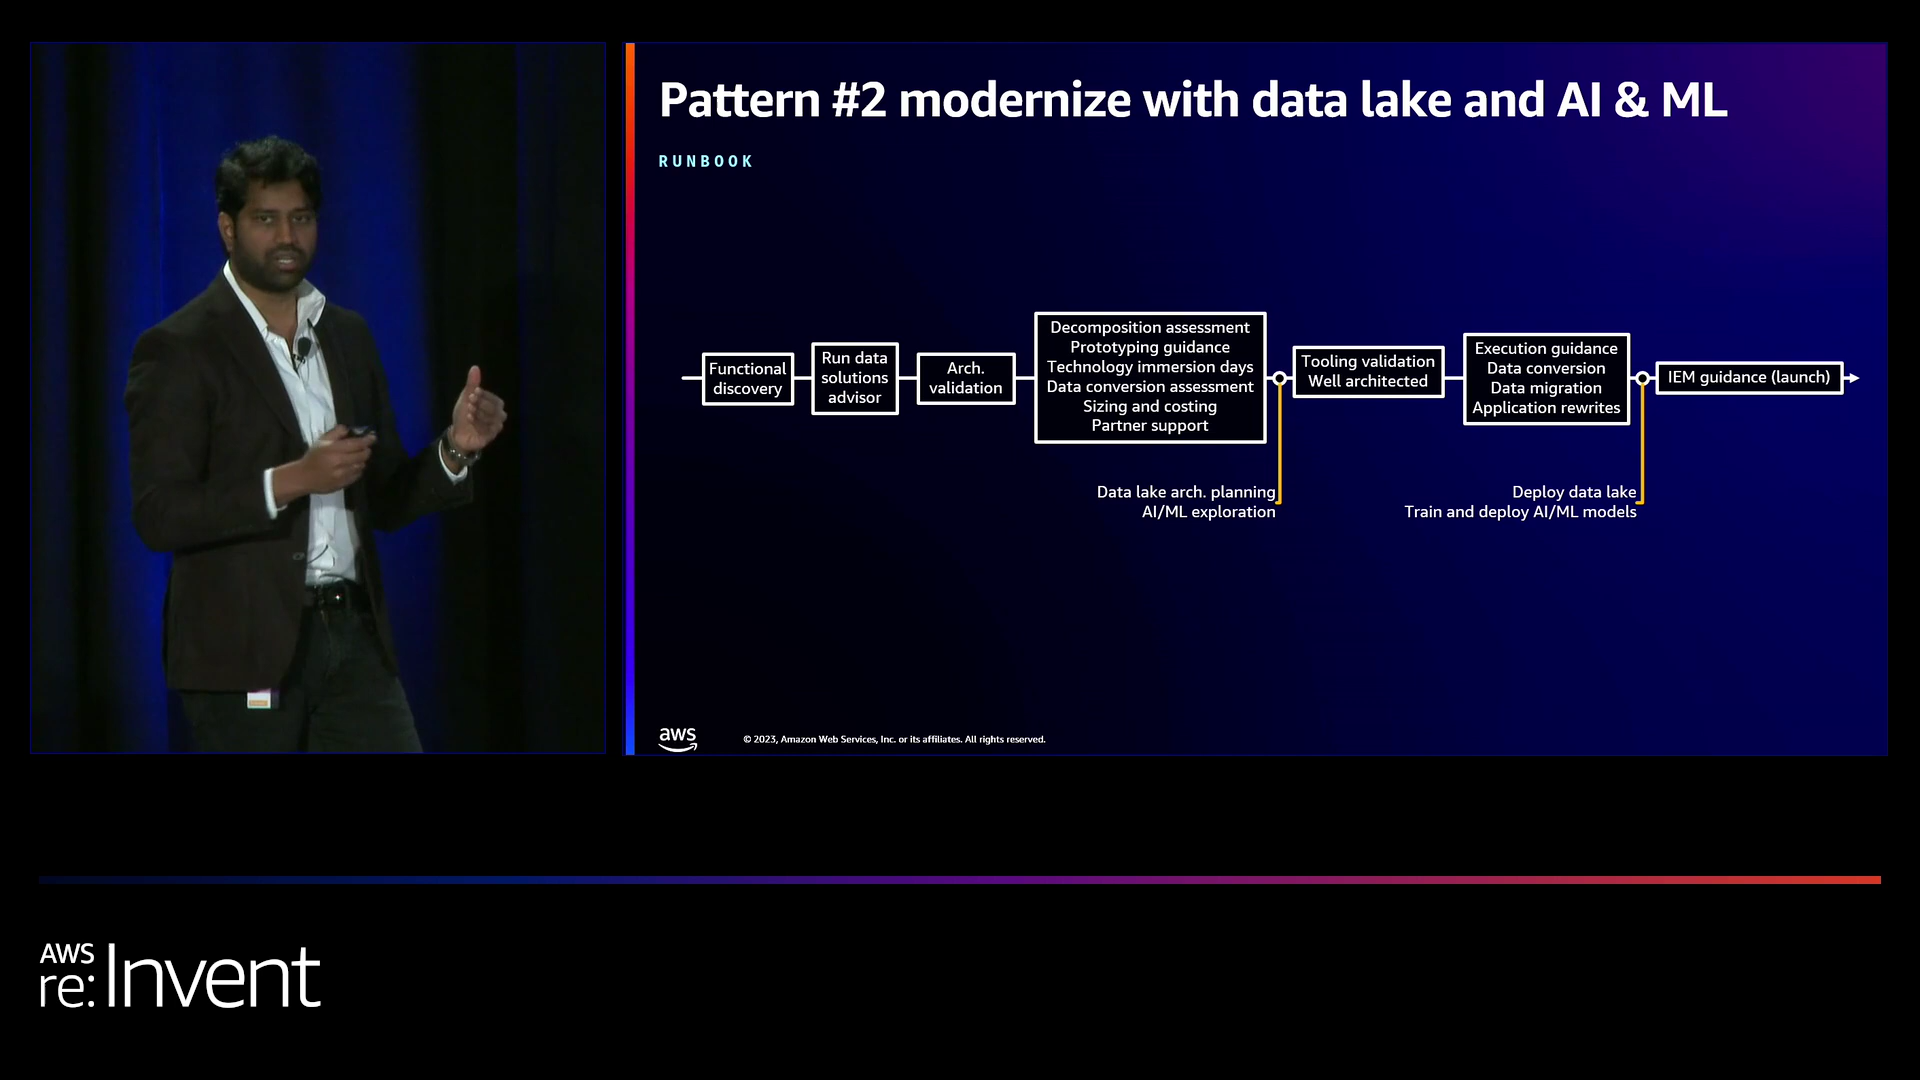 Pattern #2 modernize with data lake and AI & ML
RUNBOOK
Functional
discovery
Run data
solutions
advisor
Arch.
validation
Decomposition assessment
Prototyping guidance
Technology immersion days
Data conversion assessment
Sizing and costing
Partner support
Data lake arch. planning
AI/ML exploration
Tooling validation
Well architected
Execution guidance
Data conversion
Data migration
Application rewrites
Deploy data lake
Train and deploy AI/ML models
IEM guidance (launch)
aws
© 2023, Amazon Web Services, Inc. or its affiliates. All rights reserved.
AWS
re:Invent